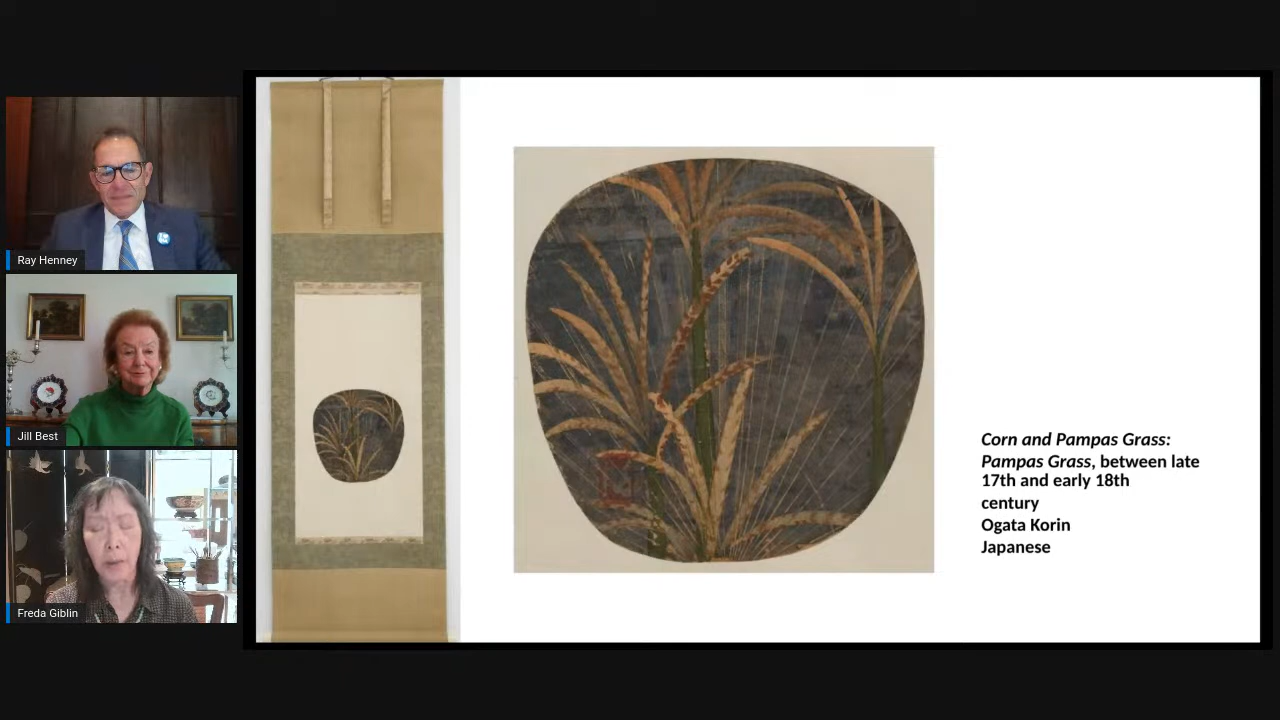 Ray Henney
Jill Best
Freda Giblin
Corn and Pampas Grass:
Pampas Grass, between late
17th and early 18th
century
Ogata Korin
Japanese